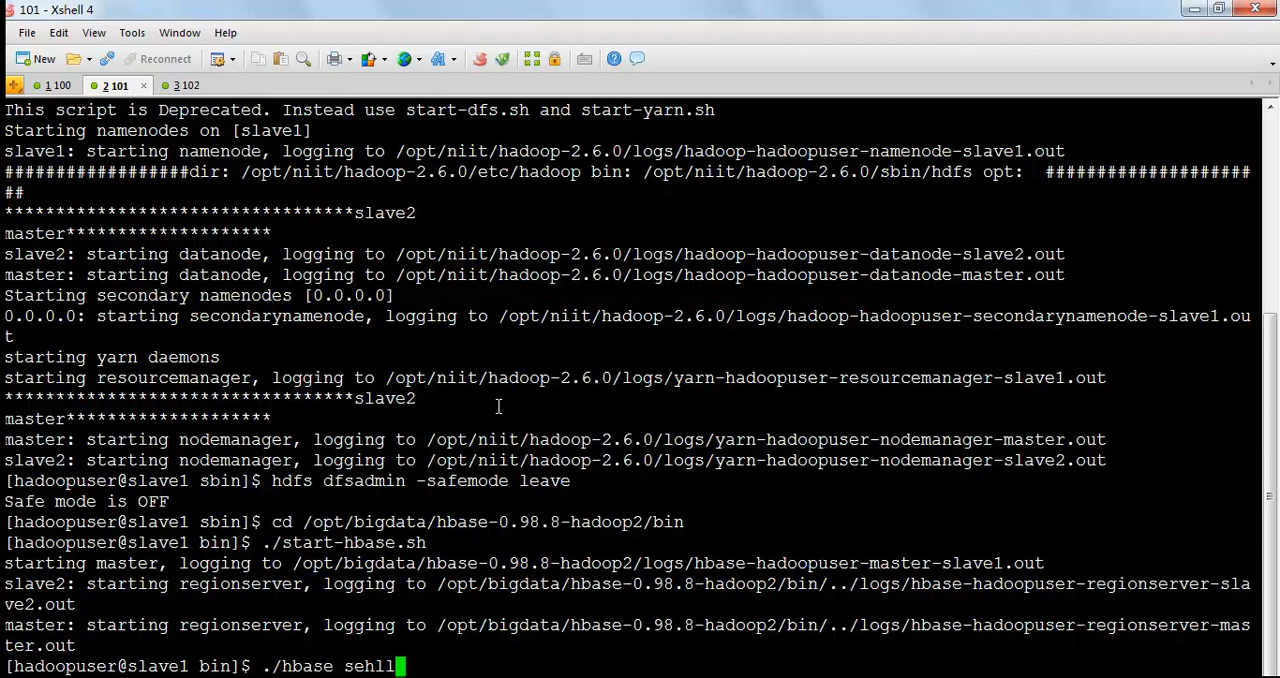 101 - Xshell 4
File Edit View Tools Window Help
New Reconnect
1 100 2 101 × 3 102
This script is Deprecated. Instead use start-dfs.sh and start-yarn.sh
Starting namenodes on [slave1]
slave1: starting namenode, logging to /opt/niit/hadoop-2.6.0/logs/hadoop-hadoopuser-namenode-slave1.out
##################dir: /opt/niit/hadoop-2.6.0/etc/hadoop bin: /opt/niit/hadoop-2.6.0/sbin/hdfs opt:  ####################
##
**********************************slave2
master********************
slave2: starting datanode, logging to /opt/niit/hadoop-2.6.0/logs/hadoop-hadoopuser-datanode-slave2.out
master: starting datanode, logging to /opt/niit/hadoop-2.6.0/logs/hadoop-hadoopuser-datanode-master.out
Starting secondary namenodes [0.0.0.0]
0.0.0.0: starting secondarynamenode, logging to /opt/niit/hadoop-2.6.0/logs/hadoop-hadoopuser-secondarynamenode-slave1.ou
t
starting yarn daemons
starting resourcemanager, logging to /opt/niit/hadoop-2.6.0/logs/yarn-hadoopuser-resourcemanager-slave1.out
**********************************slave2
master********************
master: starting nodemanager, logging to /opt/niit/hadoop-2.6.0/logs/yarn-hadoopuser-nodemanager-master.out
slave2: starting nodemanager, logging to /opt/niit/hadoop-2.6.0/logs/yarn-hadoopuser-nodemanager-slave2.out
[hadoopuser@slave1 sbin]$ hdfs dfsadmin -safemode leave
Safe mode is OFF
[hadoopuser@slave1 sbin]$ cd /opt/bigdata/hbase-0.98.8-hadoop2/bin
[hadoopuser@slave1 bin]$ ./start-hbase.sh
starting master, logging to /opt/bigdata/hbase-0.98.8-hadoop2/logs/hbase-hadoopuser-master-slave1.out
slave2: starting regionserver, logging to /opt/bigdata/hbase-0.98.8-hadoop2/bin/../logs/hbase-hadoopuser-regionserver-sla
ve2.out
master: starting regionserver, logging to /opt/bigdata/hbase-0.98.8-hadoop2/bin/../logs/hbase-hadoopuser-regionserver-mas
ter.out
[hadoopuser@slave1 bin]$ ./hbase sehll